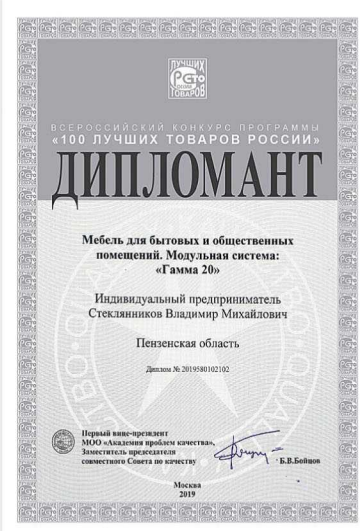 ЛУЧШИХ
ТОВАРОВ
ВСЕРОССИЙСКИЙ КОНКУРС ПРОГРАММЫ
«100 ЛУЧШИХ ТОВАРОВ РОССИИ»
ДИПЛОМАНТ
Мебель для бытовых и общественных
помещений. Модульная система:
«Гамма 20»
Индивидуальный предприниматель
Стеклянников Владимир Михайлович
Пензенская область
Диплом № 2019580102102
Первый вице-президент
МОО «Академия проблем качества»,
Заместитель председателя
совместного Совета по качеству
Б.В.Бойцов
Москва
2019